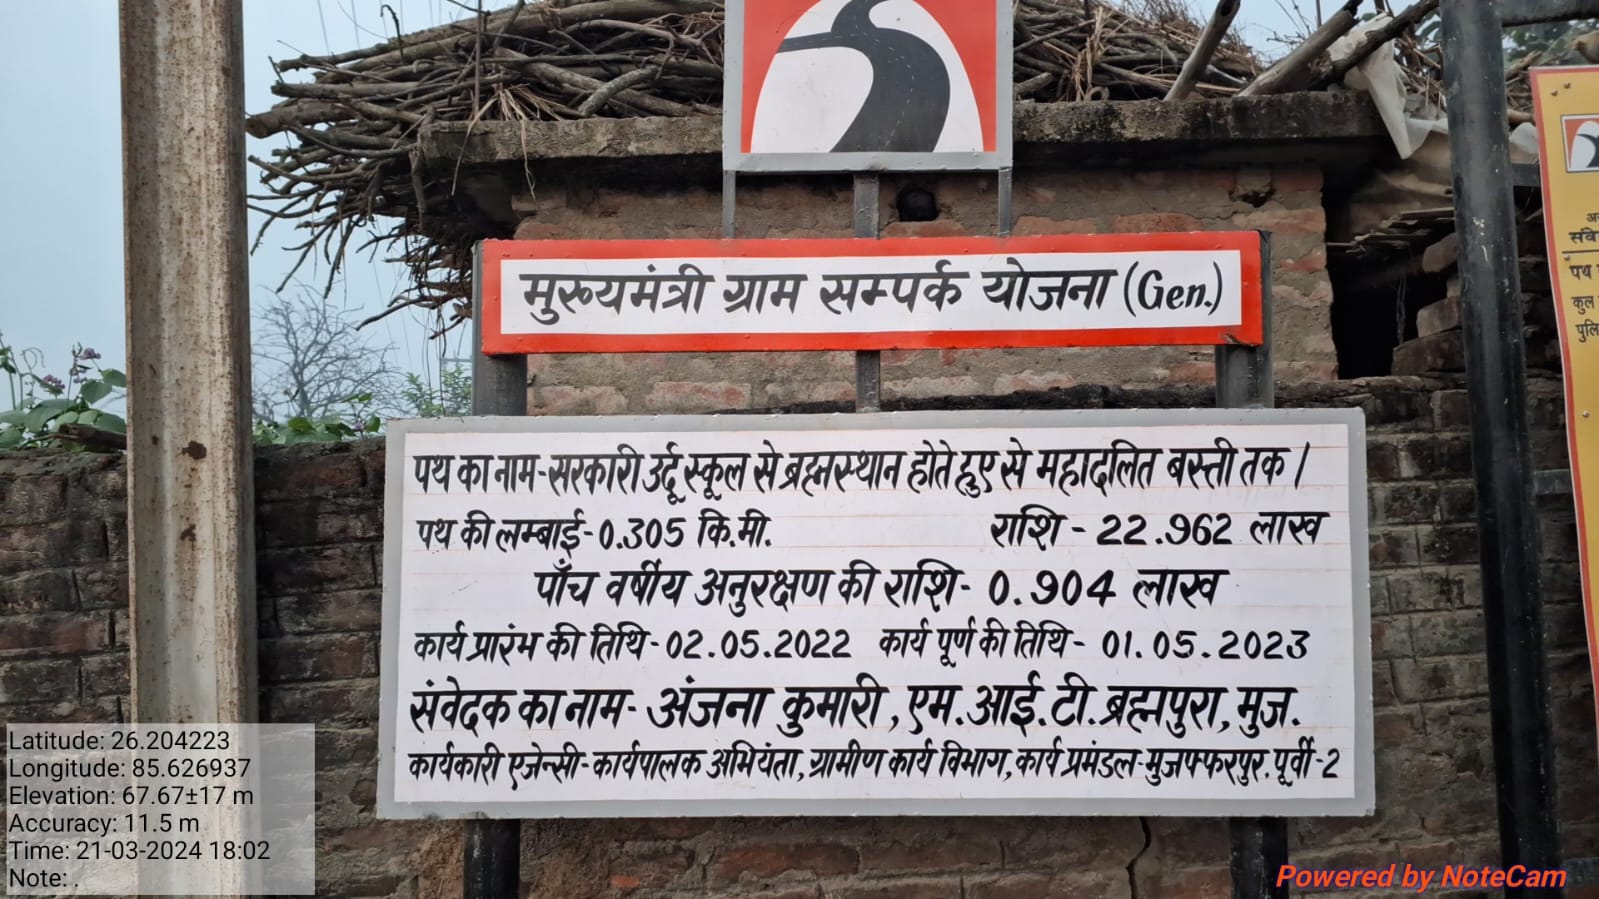 मुख्यमंत्री ग्राम सम्पर्क योजना (Gen.)
पथ का नाम-सरकारी उर्दू स्कूल से ब्रह्मस्थान होते हुए से महादलित बस्ती तक।
पथ की लम्बाई-0.305 कि.मी. राशि - 22.962 लाख
पाँच वर्षीय अनुरक्षण की राशि- 0.904 लाख
कार्य प्रारंभ की तिथि-02.05.2022 कार्य पूर्ण की तिथि- 01.05.2023
संवेदक का नाम- अंजना कुमारी, एम.आई.टी. ब्रह्मपुरा, मुज.
कार्यकारी एजेन्सी-कार्यपालक अभियंता, ग्रामीण कार्य विभाग, कार्य प्रमंडल-मुजफ्फरपुर. पूर्वी-2
पथ
कुल
Latitude: 26.204223
Longitude: 85.626937
Elevation: 67.67±17 m
Accuracy: 11.5 m
Time: 21-03-2024 18:02
Note: .
Powered by NoteCam